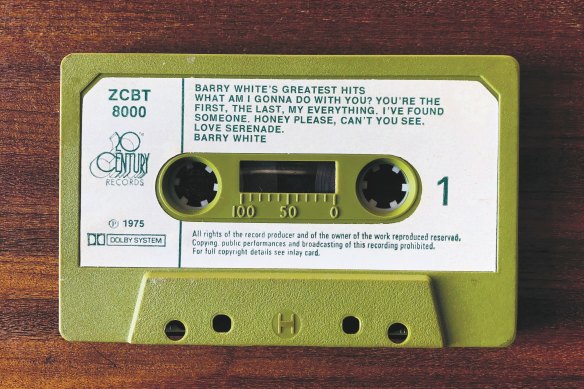 ZCBT
8000
20th
CENTURY
RECORDS
℗ 1975
DOLBY SYSTEM
BARRY WHITE'S GREATEST HITS
WHAT AM I GONNA DO WITH YOU? YOU'RE THE
FIRST, THE LAST, MY EVERYTHING. I'VE FOUND
SOMEONE. HONEY PLEASE, CAN'T YOU SEE.
LOVE SERENADE.
BARRY WHITE
100 50 0
1
All rights of the record producer and of the owner of the work reproduced reserved.
Copying, public performances and broadcasting of this recording prohibited.
For full copyright details see inlay card.
H